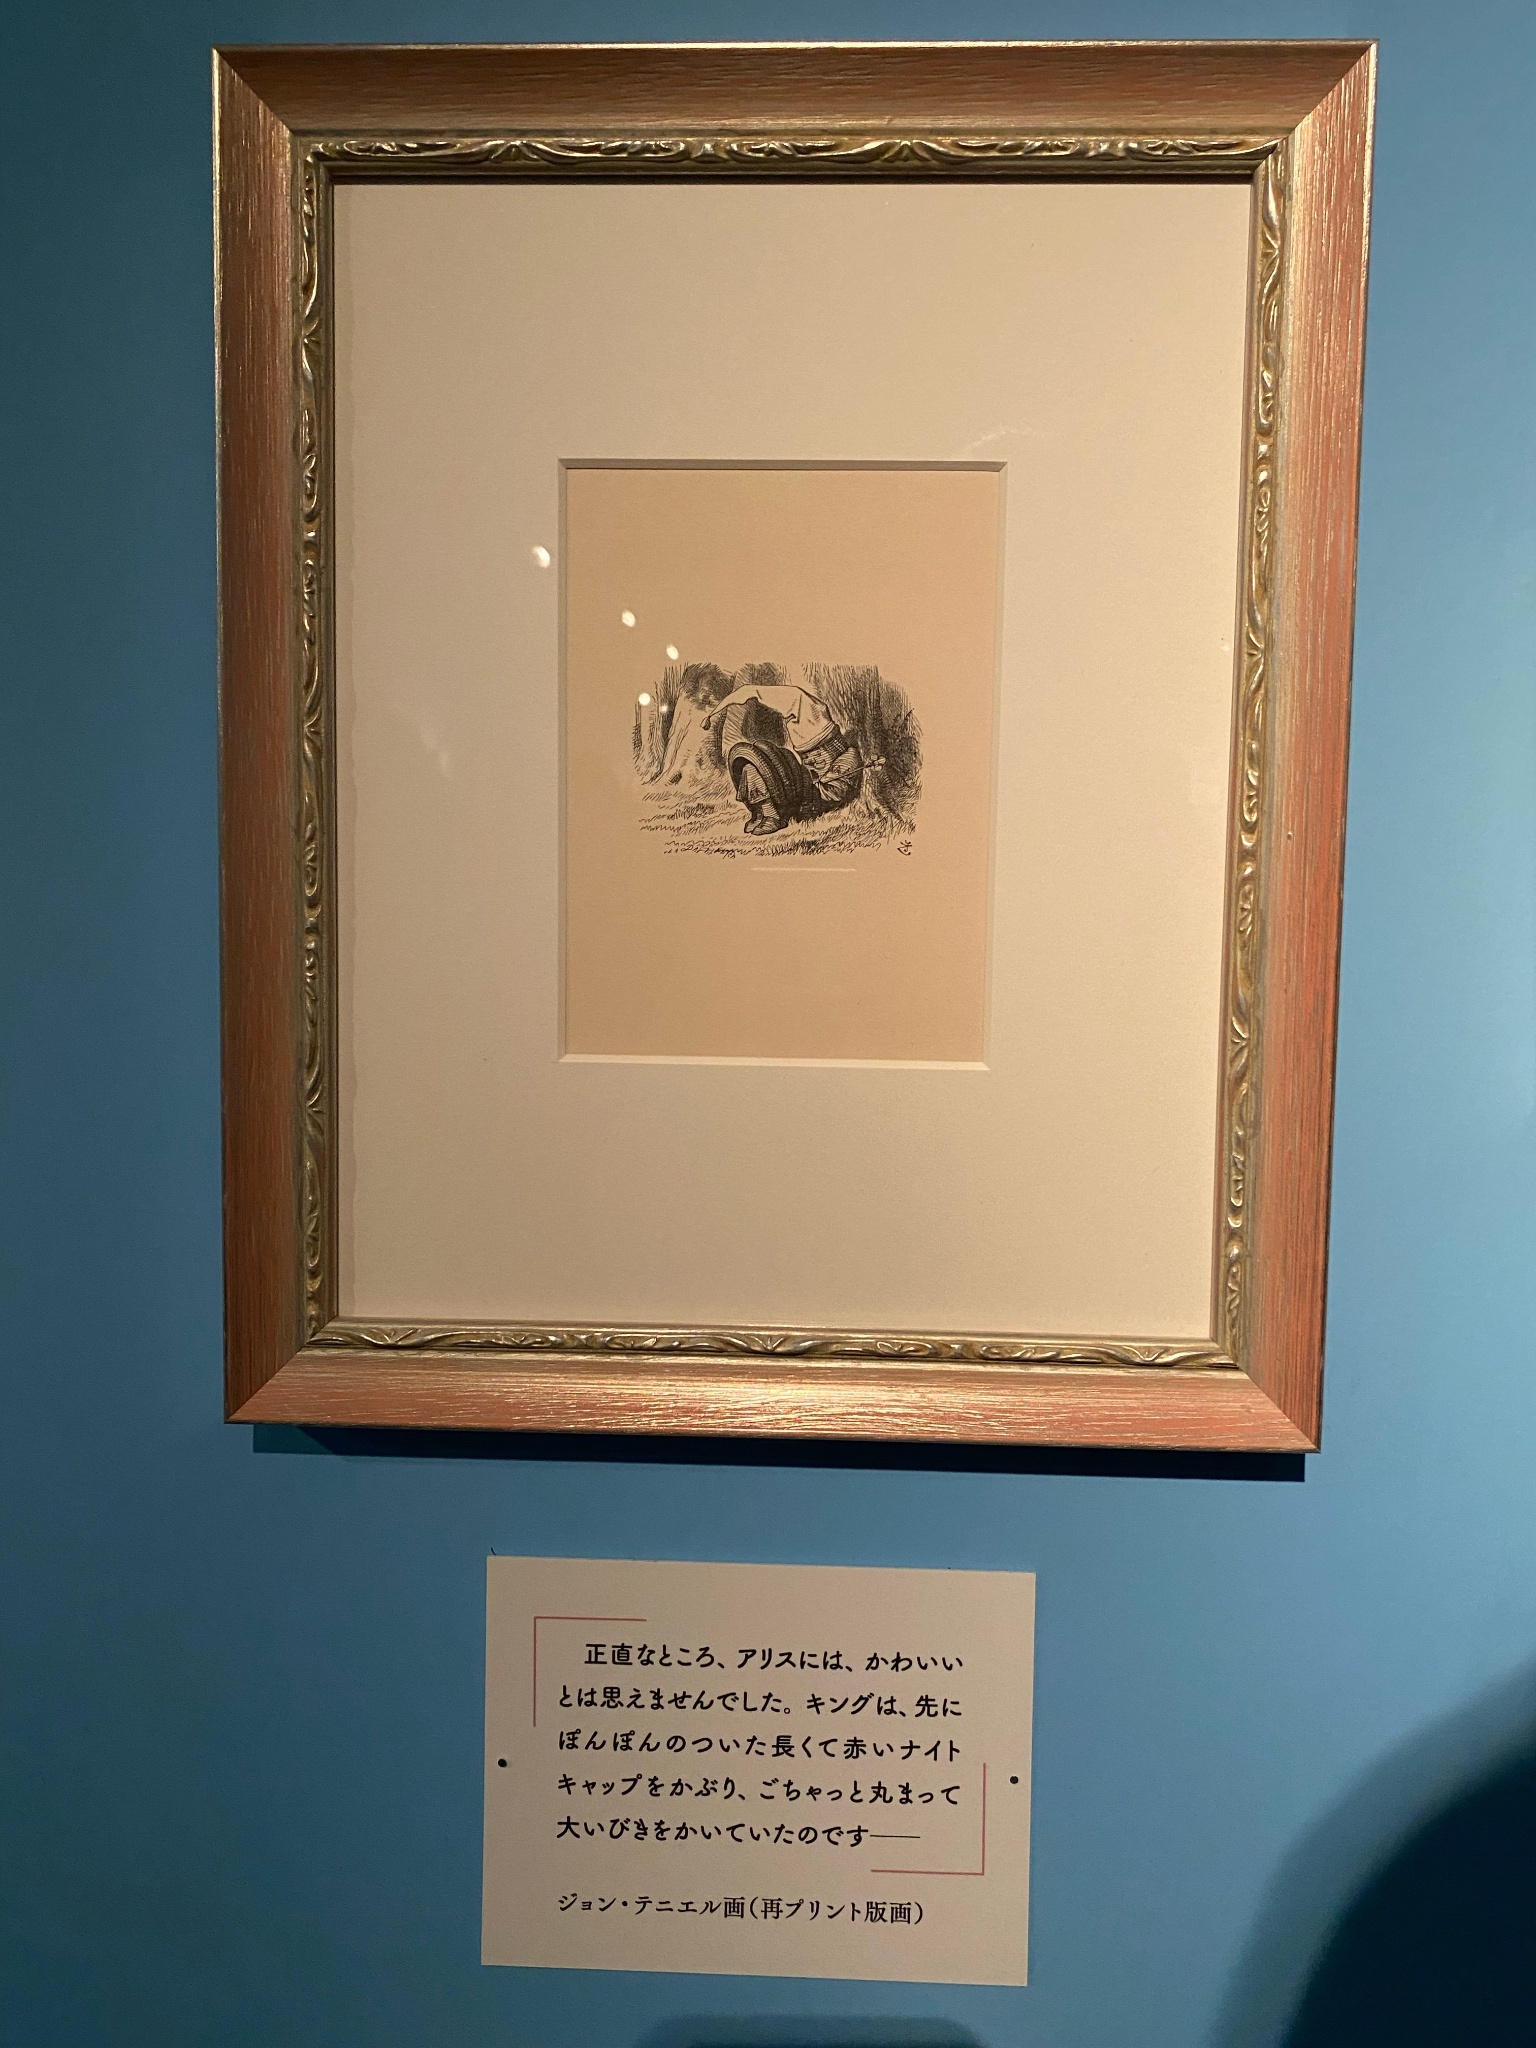 正直なところ、アリスには、かわいい
とは思えませんでした。キングは、先に
ぽんぽんのついた長くて赤いナイト
キャップをかぶり、ごちゃっと丸まって
大いびきをかいていたのです——
ジョン・テニエル画（再プリント版画）